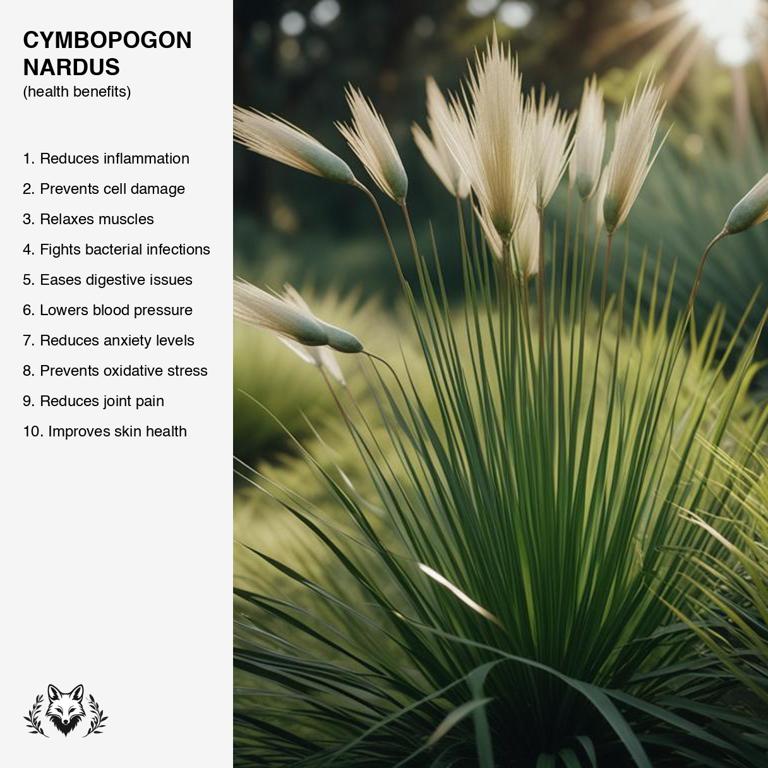 CYMBOPOGON
NARDUS
(health benefits)
1. Reduces inflammation
2. Prevents cell damage
3. Relaxes muscles
4. Fights bacterial infections
5. Eases digestive issues
6. Lowers blood pressure
7. Reduces anxiety levels
8. Prevents oxidative stress
9. Reduces joint pain
10. Improves skin health